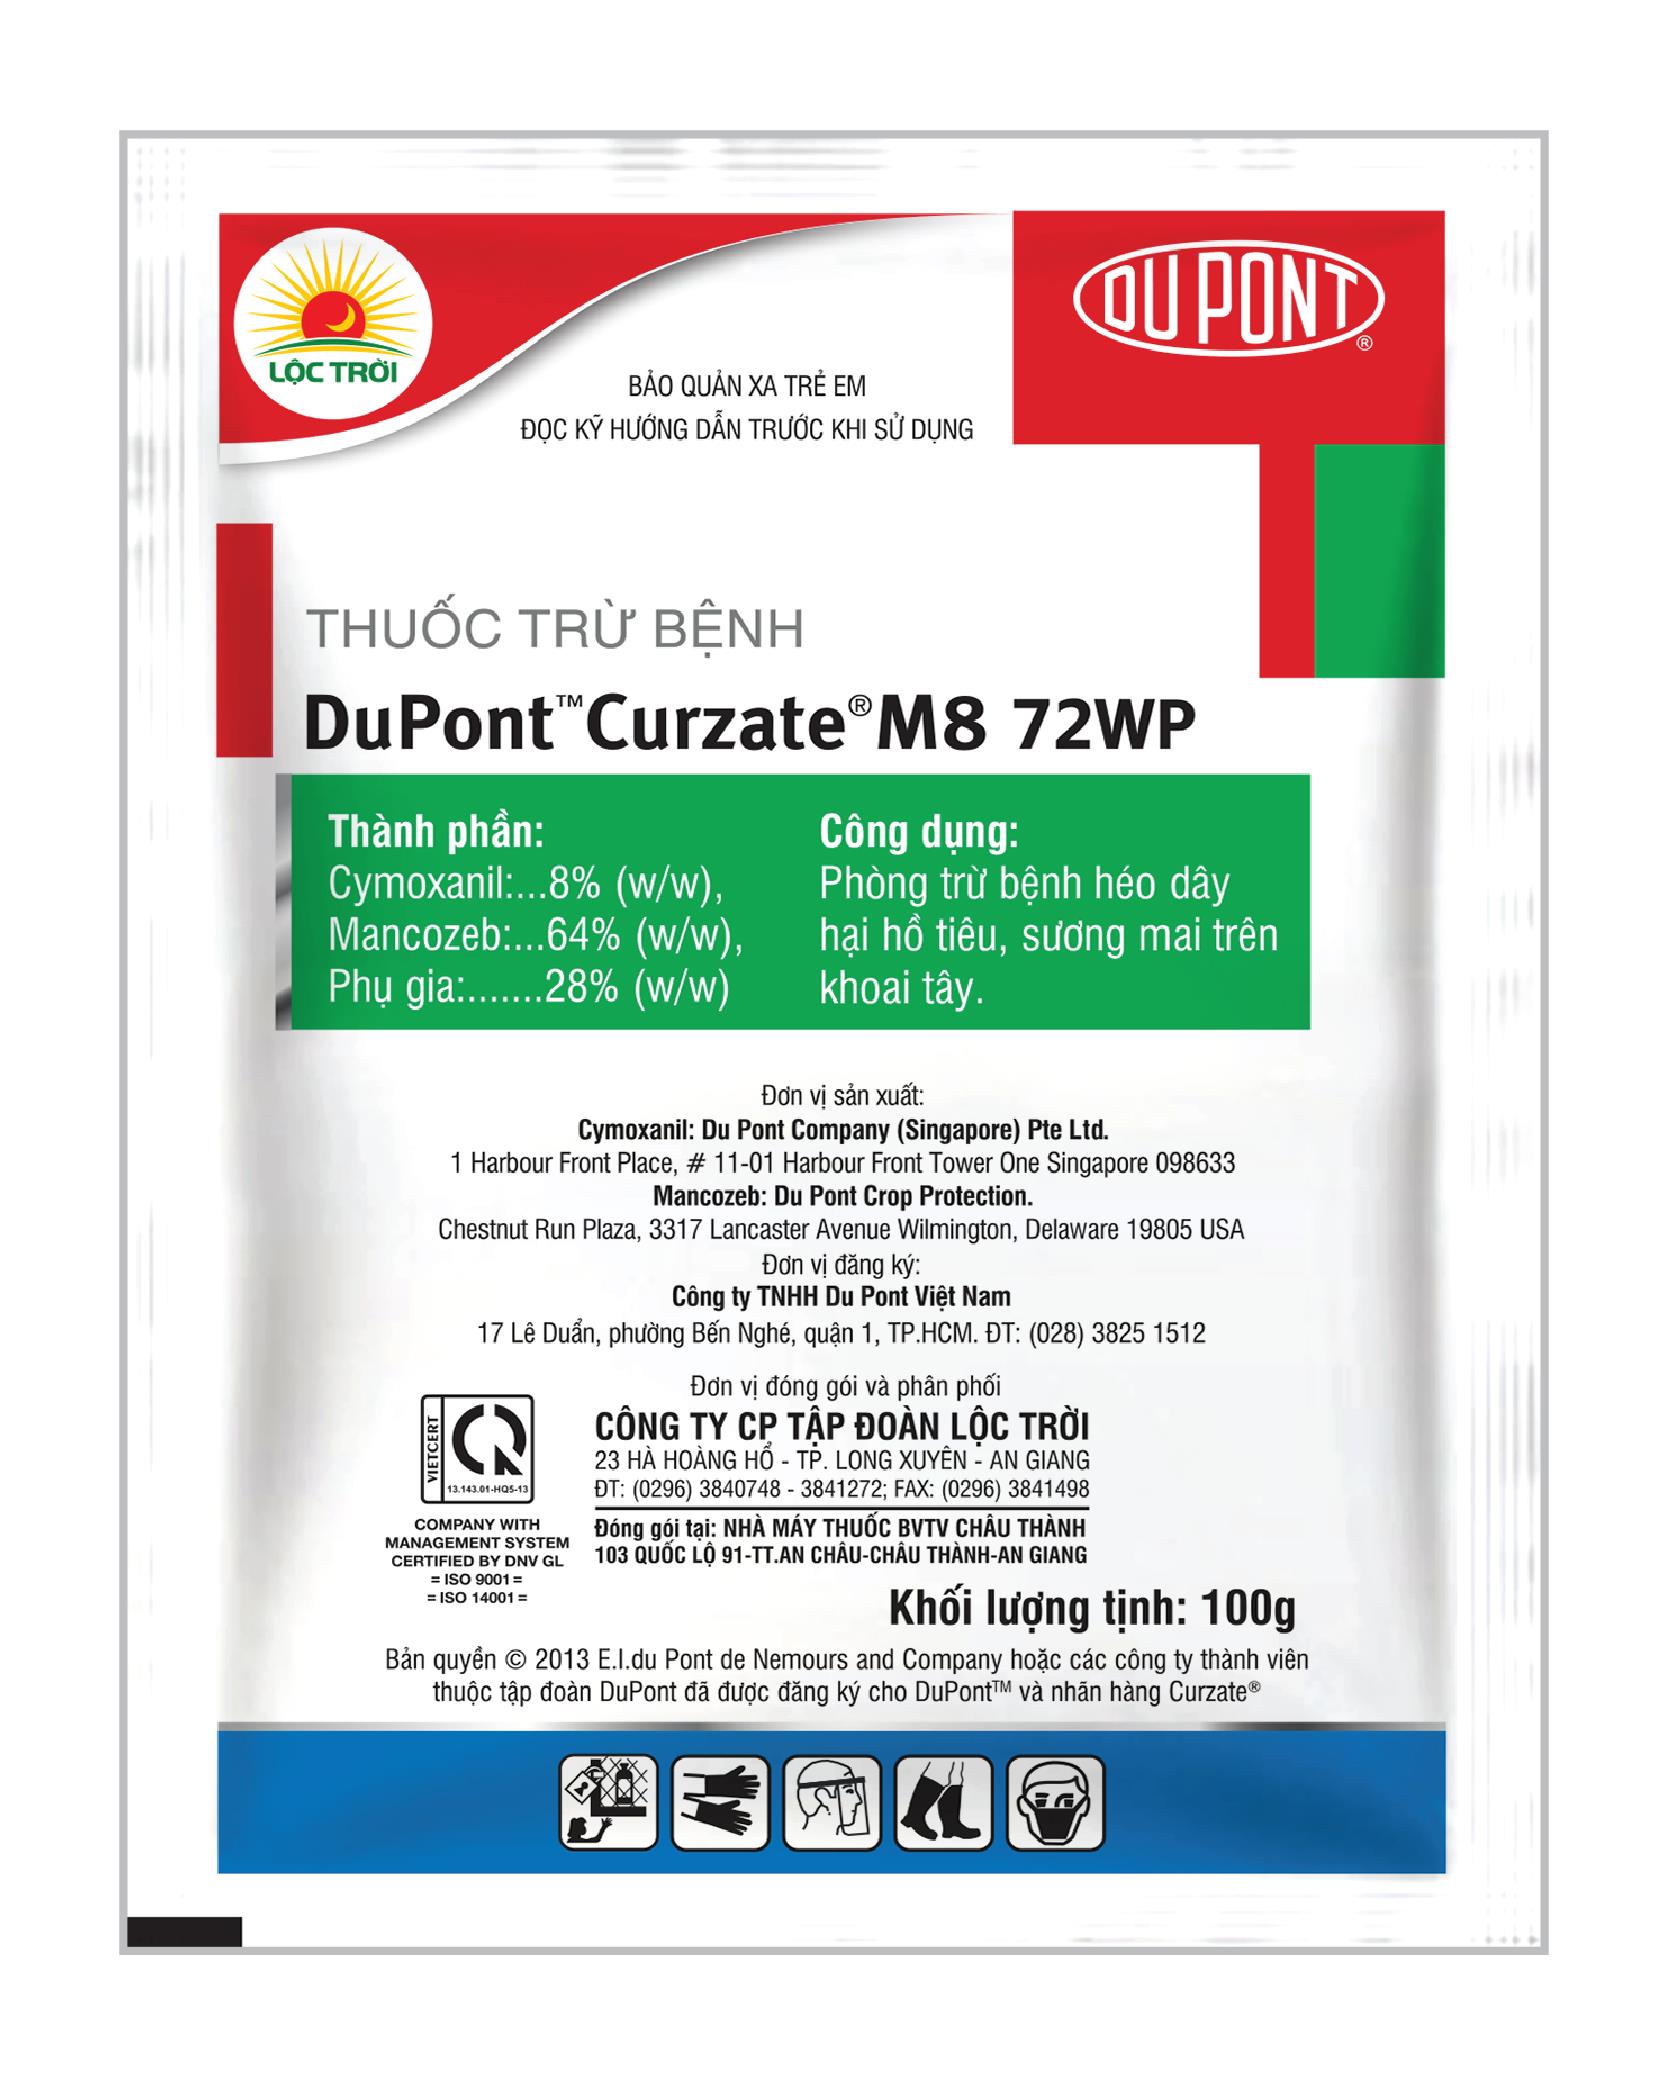 LỘC TRỜI
DU PONT®
BẢO QUẢN XA TRẺ EM
ĐỌC KỸ HƯỚNG DẪN TRƯỚC KHI SỬ DỤNG
THUỐC TRỪ BỆNH
DuPont™Curzate®M8 72WP
Thành phần:
Cymoxanil:...8% (w/w),
Mancozeb:...64% (w/w),
Phụ gia:.......28% (w/w)
Công dụng:
Phòng trừ bệnh héo dây
hại hồ tiêu, sương mai trên
khoai tây.
Đơn vị sản xuất:
Cymoxanil: Du Pont Company (Singapore) Pte Ltd.
1 Harbour Front Place, # 11-01 Harbour Front Tower One Singapore 098633
Mancozeb: Du Pont Crop Protection.
Chestnut Run Plaza, 3317 Lancaster Avenue Wilmington, Delaware 19805 USA
Đơn vị đăng ký:
Công ty TNHH Du Pont Việt Nam
17 Lê Duẩn, phường Bến Nghé, quận 1, TP.HCM. ĐT: (028) 3825 1512
Đơn vị đóng gói và phân phối
CÔNG TY CP TẬP ĐOÀN LỘC TRỜI
23 HÀ HOÀNG HỔ - TP. LONG XUYÊN - AN GIANG
ĐT: (0296) 3840748 - 3841272; FAX: (0296) 3841498
Đóng gói tại: NHÀ MÁY THUỐC BVTV CHÂU THÀNH
103 QUỐC LỘ 91-TT.AN CHÂU-CHÂU THÀNH-AN GIANG
VIETCERT
13.143.01-HQ5-13
COMPANY WITH
MANAGEMENT SYSTEM
CERTIFIED BY DNV GL
= ISO 9001 =
= ISO 14001 =
Khối lượng tịnh: 100g
Bản quyền © 2013 E.I.du Pont de Nemours and Company hoặc các công ty thành viên
thuộc tập đoàn DuPont đã được đăng ký cho DuPont™ và nhãn hàng Curzate®